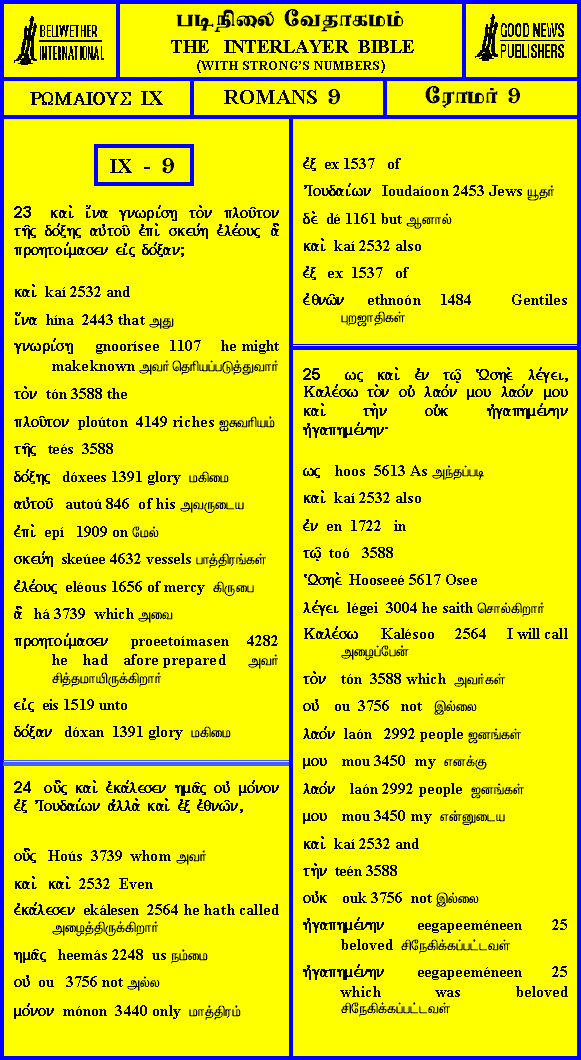 BELLWETHER
INTERNATIONAL
படிநிலை வேதாகமம்
THE INTERLAYER BIBLE
(WITH STRONG'S NUMBERS)
GOOD NEWS
PUBLISHERS
ΡΩΜΑΙΟΥΣ IX
ROMANS 9
ரோமர் 9
IX - 9
23 καὶ ἵνα γνωρίσῃ τὸν πλοῦτον
τῆς δόξης αὐτοῦ ἐπὶ σκεύη ἐλέους ἃ
προητοίμασεν εἰς δόξαν;
καὶ kaí 2532 and
ἵνα hína 2443 that அது
γνωρίσῃ gnoorísee 1107 he might
makeknown அவர் தெரியப்படுத்துவார்
τὸν tón 3588 the
πλοῦτον ploúton 4149 riches ஐசுவரியம்
τῆς teés 3588
δόξης dóxees 1391 glory மகிமை
αὐτοῦ autoú 846 of his அவருடைய
ἐπὶ epí 1909 on மேல்
σκεύη skeúee 4632 vessels பாத்திரங்கள்
ἐλέους eléous 1656 of mercy கிருபை
ἃ há 3739 which அவை
προητοίμασεν proeetoímasen 4282
he had afore prepared அவர்
சித்தமாயிருக்கிறார்
εἰς eis 1519 unto
δόξαν dóxan 1391 glory மகிமை
24 οὓς καὶ ἐκάλεσεν ημᾶς οὐ μόνον
ἐξ Ἰουδαίων ἀλλὰ καὶ ἐξ ἐθνῶν,
οὓς Hoús 3739 whom அவர்
καὶ καὶ 2532 Even
ἐκάλεσεν ekálesen 2564 he hath called
அழைத்திருக்கிறார்
ημᾶς heemás 2248 us நம்மை
οὐ ou 3756 not அல்ல
μόνον mónon 3440 only மாத்திரம்
ἐξ ex 1537 of
Ἰουδαίων Ioudaíoon 2453 Jews யூதர்
δὲ dé 1161 but ஆனால்
καὶ kaí 2532 also
ἐξ ex 1537 of
ἐθνῶν ethnoón 1484 Gentiles
புறஜாதிகள்
25 ως καὶ ἐν τῷ Ὡσηὲ λέγει,
Καλέσω τὸν οὐ λαόν μου λαόν μου
καὶ τὴν οὐκ ἠγαπημένην
ἠγαπημένην·
ως hoos 5613 As அந்தப்படி
καὶ kaí 2532 also
ἐν en 1722 in
τῷ toó 3588
Ὡσηὲ Hooseeé 5617 Osee
λέγει légei 3004 he saith சொல்கிறார்
Καλέσω Kalésoo 2564 I will call
அழைப்பேன்
τὸν tón 3588 which அவர்கள்
οὐ ou 3756 not இல்லை
λαόν laón 2992 people ஜனங்கள்
μου mou 3450 my எனக்கு
λαόν laón 2992 people ஜனங்கள்
μου mou 3450 my என்னுடைய
καὶ kaí 2532 and
τὴν teén 3588
οὐκ ouk 3756 not இல்லை
ἠγαπημένην eegapeeméneen 25
beloved சிநேகிக்கப்பட்டவள்
ἠγαπημένην eegapeeméneen 25
which was beloved
சிநேகிக்கப்பட்டவள்